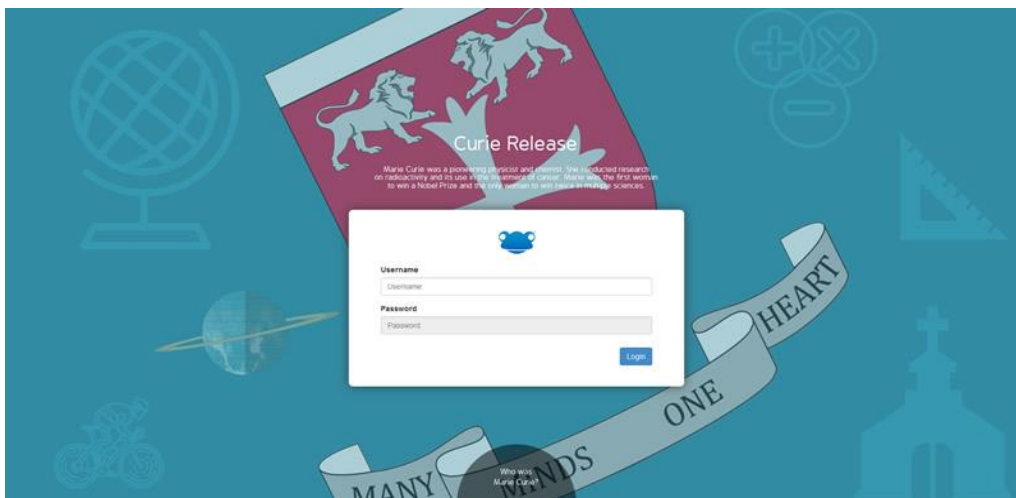 Curie Release
Marie Curie was a pioneering physicist and chemist. She conducted research
on radioactivity and its use in the treatment of cancer. Marie was the first woman
to win a Nobel Prize and the only woman to win twice in multiple sciences.
Username
Username
Password
Password
Login
HEART
ONE
MINDS
MANY
Who was
Marie Curie?